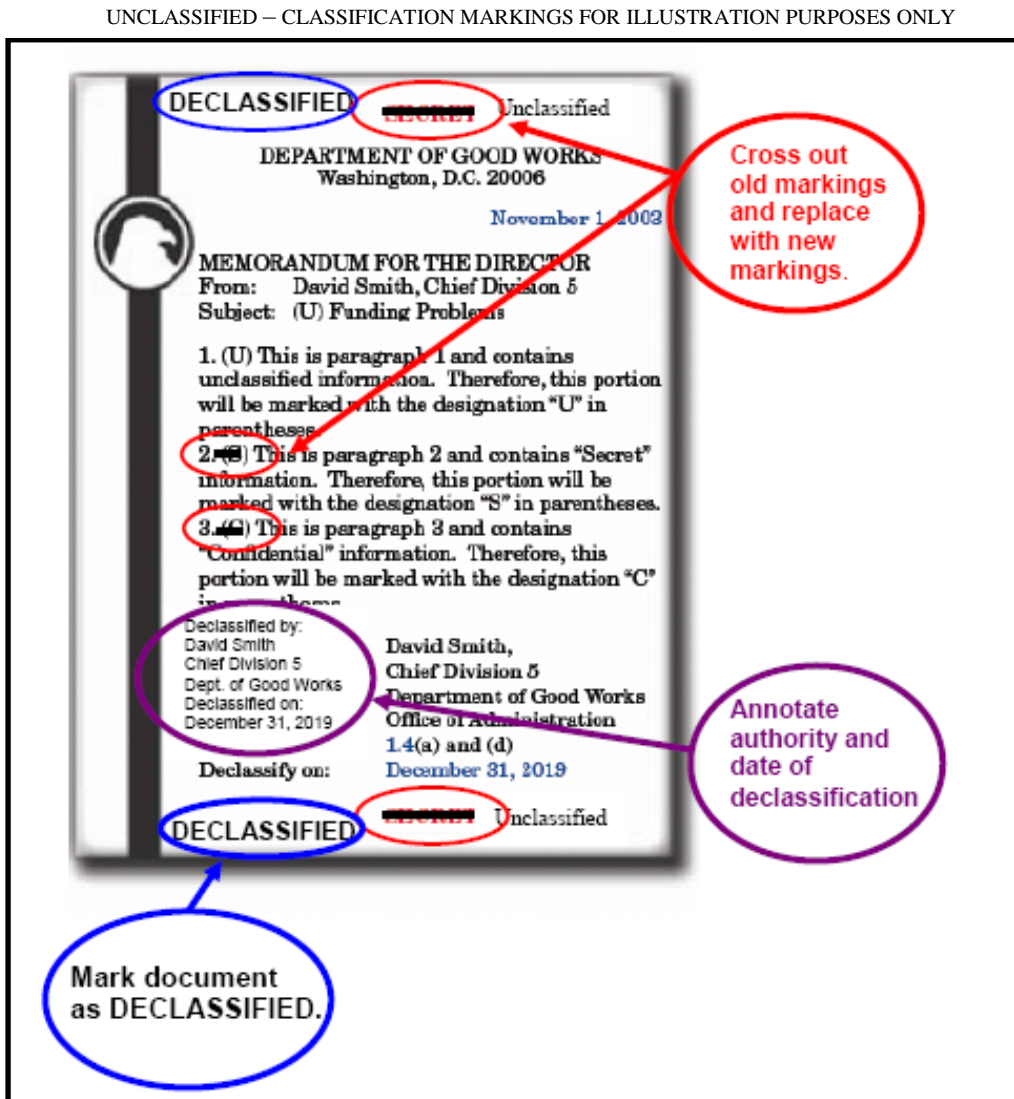 UNCLASSIFIED – CLASSIFICATION MARKINGS FOR ILLUSTRATION PURPOSES ONLY
DECLASSIFIED SECRET Unclassified
DEPARTMENT OF GOOD WORKS
Washington, D.C. 20006
November 1, 2003
MEMORANDUM FOR THE DIRECTOR
From: David Smith, Chief Division 5
Subject: (U) Funding Problems
1. (U) This is paragraph 1 and contains
unclassified information. Therefore, this portion
will be marked with the designation “U” in
parentheses.
2. (S) This is paragraph 2 and contains “Secret”
information. Therefore, this portion will be
marked with the designation “S” in parentheses.
3. (C) This is paragraph 3 and contains
“Confidential” information. Therefore, this
portion will be marked with the designation “C”
in
Declassified by:
David Smith
Chief Division 5
Dept. of Good Works
Declassified on:
December 31, 2019
David Smith,
Chief Division 5
Department of Good Works
Office of Administration
1.4(a) and (d)
Declassify on: December 31, 2019
DECLASSIFIED SECRET Unclassified
Cross out
old markings
and replace
with new
markings.
Annotate
authority and
date of
declassification
Mark document
as DECLASSIFIED.